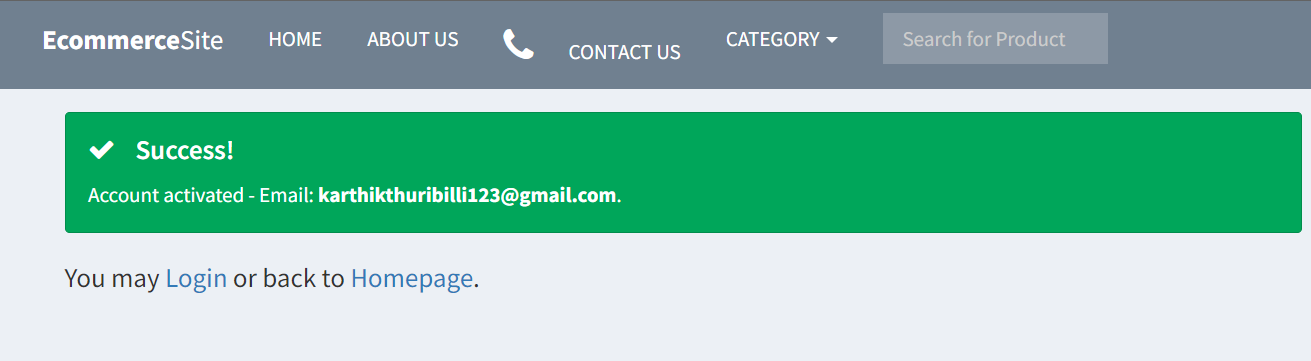 EcommerceSite HOME ABOUT US CONTACT US CATEGORY Search for Product
Success!
Account activated - Email: karthikthuribilli123@gmail.com.
You may Login or back to Homepage.